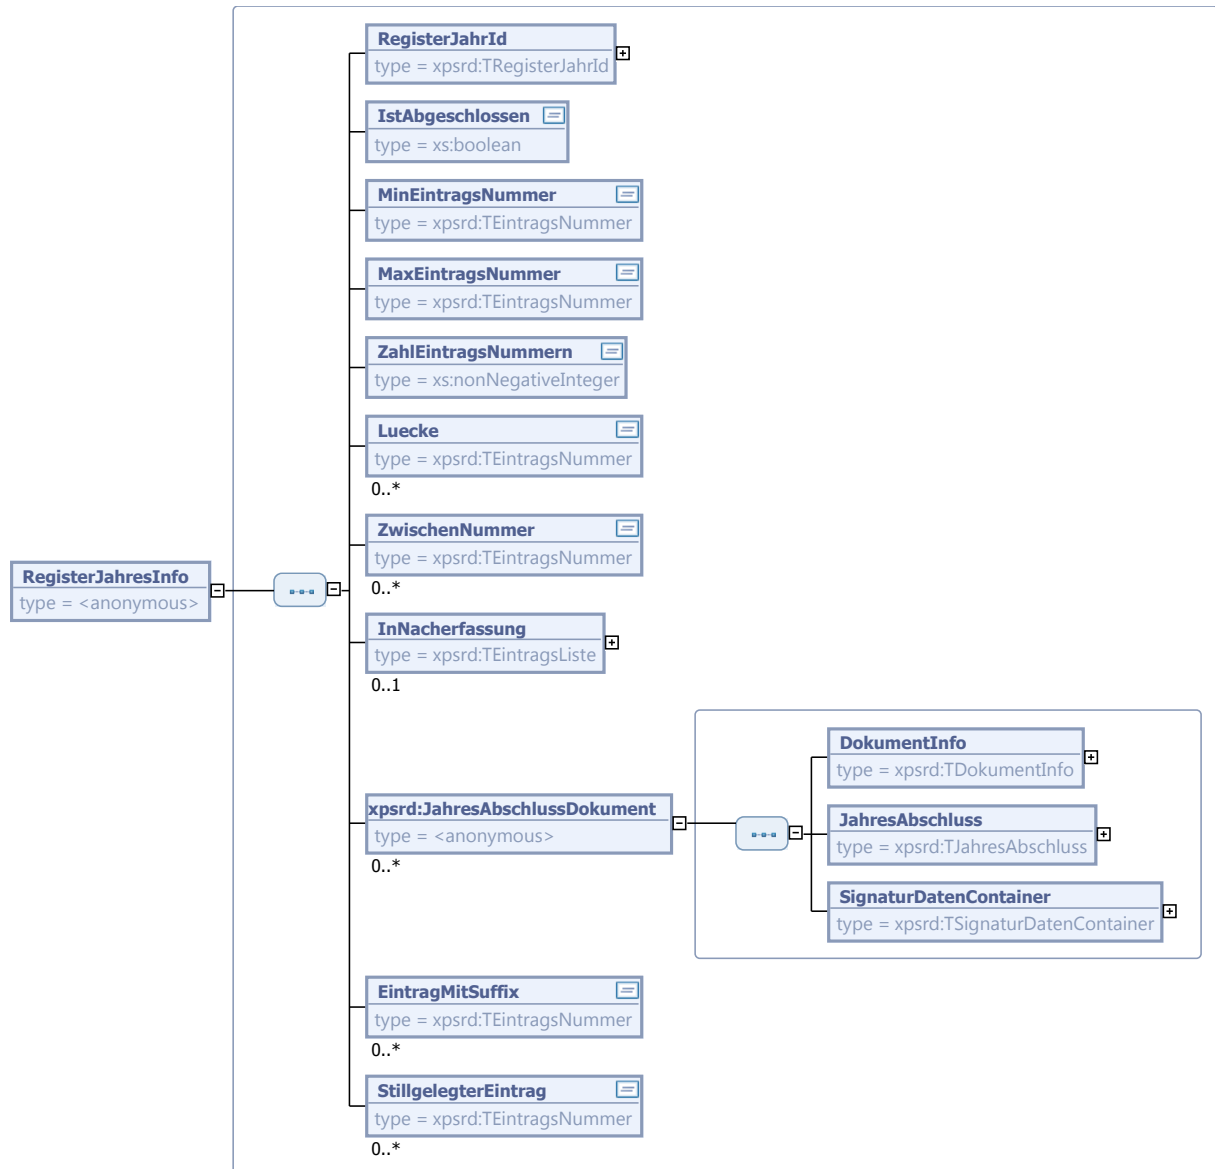 RegisterJahrId
type = xpsrd:TRegisterJahrId
IstAbgeschlossen
type = xs:boolean
MinEintragsNummer
type = xpsrd:TEintragsNummer
MaxEintragsNummer
type = xpsrd:TEintragsNummer
ZahlEintragsNummern
type = xs:nonNegativeInteger
Luecke
type = xpsrd:TEintragsNummer
0..*
ZwischenNummer
type = xpsrd:TEintragsNummer
0..*
RegisterJahresInfo
type = <anonymous>
InNacherfassung
type = xpsrd:TEintragsListe
0..1
xpsrd:JahresAbschlussDokument
type = <anonymous>
0..*
DokumentInfo
type = xpsrd:TDokumentInfo
JahresAbschluss
type = xpsrd:TJahresAbschluss
SignaturDatenContainer
type = xpsrd:TSignaturDatenContainer
EintragMitSuffix
type = xpsrd:TEintragsNummer
0..*
StillgelegterEintrag
type = xpsrd:TEintragsNummer
0..*